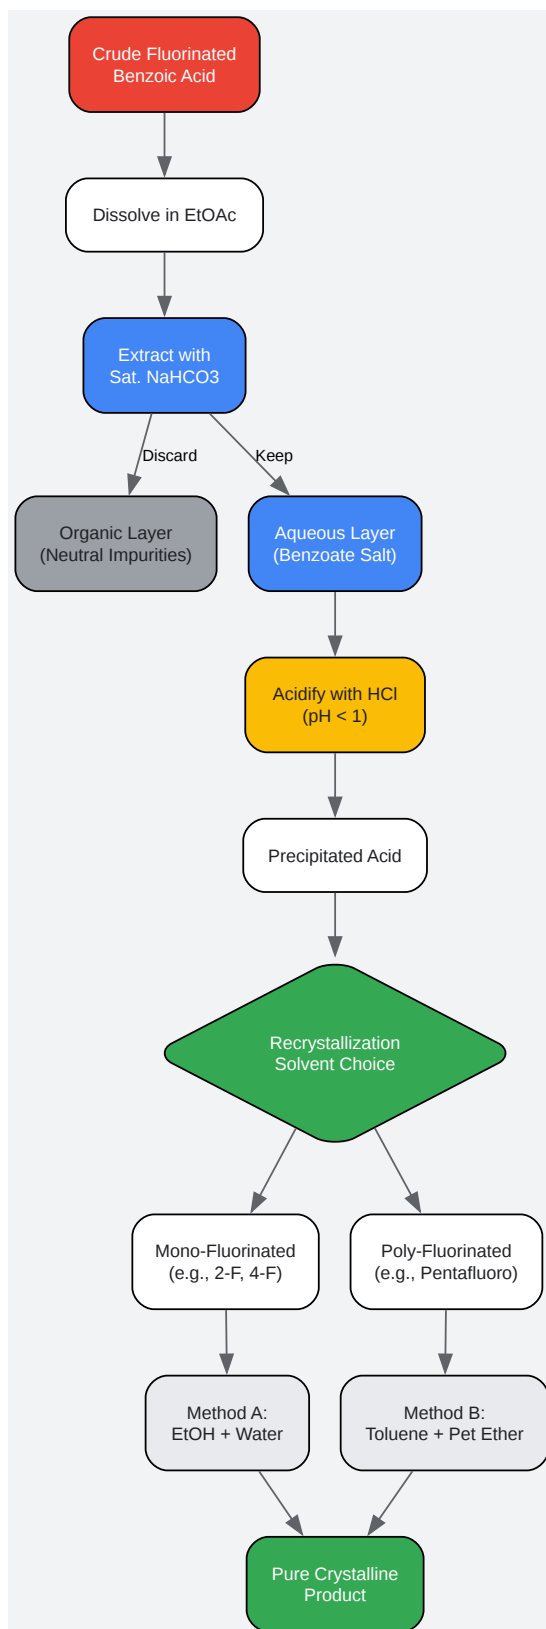 Crude Fluorinated
Benzoic Acid
Dissolve in EtOAc
Extract with
Sat. NaHCO3
Discard
Keep
Organic Layer
(Neutral Impurities)
Aqueous Layer
(Benzoate Salt)
Acidify with HCl
(pH < 1)
Precipitated Acid
Recrystallization
Solvent Choice
Mono-Fluorinated
(e.g., 2-F, 4-F)
Poly-Fluorinated
(e.g., Pentafluoro)
Method A:
EtOH + Water
Method B:
Toluene + Pet Ether
Pure Crystalline
Product